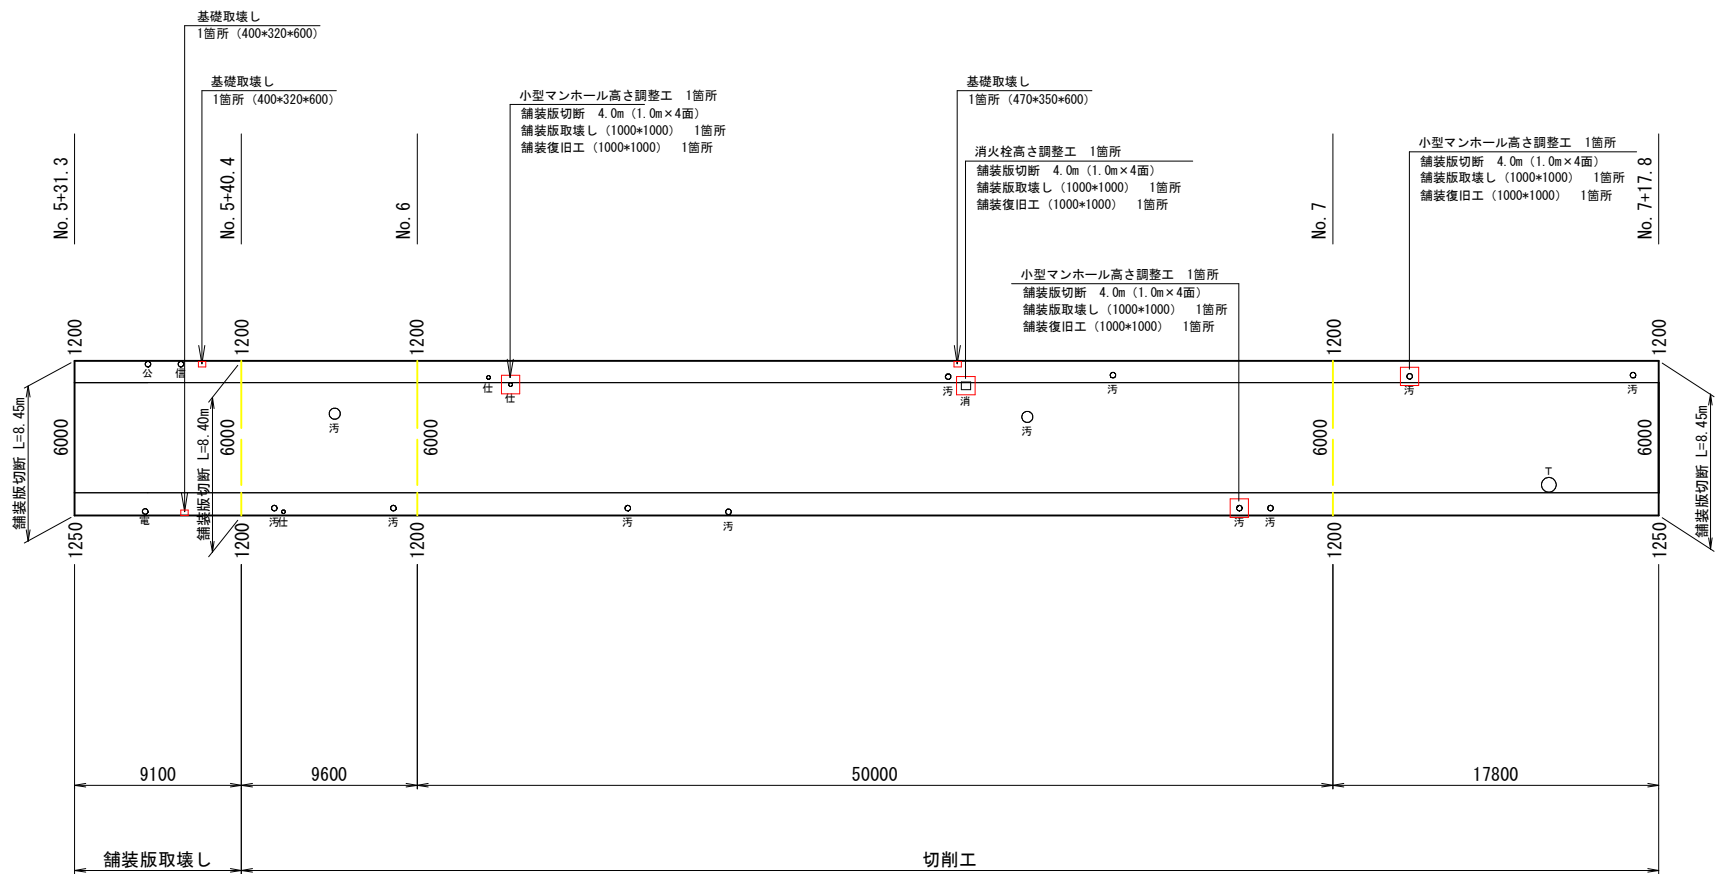 基礎取壊し
1箇所（400*320*600）
基礎取壊し
1箇所（400*320*600）
小型マンホール高さ調整工　1箇所
舗装版切断　4.0m（1.0m×4面）
舗装版取壊し（1000*1000）　1箇所
舗装復旧工（1000*1000）　1箇所
基礎取壊し
1箇所（470*350*600）
消火栓高さ調整工　1箇所
舗装版切断　4.0m（1.0m×4面）
舗装版取壊し（1000*1000）　1箇所
舗装復旧工（1000*1000）　1箇所
小型マンホール高さ調整工　1箇所
舗装版切断　4.0m（1.0m×4面）
舗装版取壊し（1000*1000）　1箇所
舗装復旧工（1000*1000）　1箇所
小型マンホール高さ調整工　1箇所
舗装版切断　4.0m（1.0m×4面）
舗装版取壊し（1000*1000）　1箇所
舗装復旧工（1000*1000）　1箇所
No.5+31.3
No.5+40.4
No.6
No.7
No.7+17.8
1200
1200
1200
1200
1200
公
信
仕
仕
汚
消
汚
汚
汚
汚
汚
T
舗装版切断 L=8.45m
6000
舗装版切断 L=8.40m
6000
6000
6000
6000
舗装版切断 L=8.45m
電
汚
仕
汚
汚
汚
汚
汚
1250
1200
1200
1200
1250
9100
9600
50000
17800
舗装版取壊し
切削工